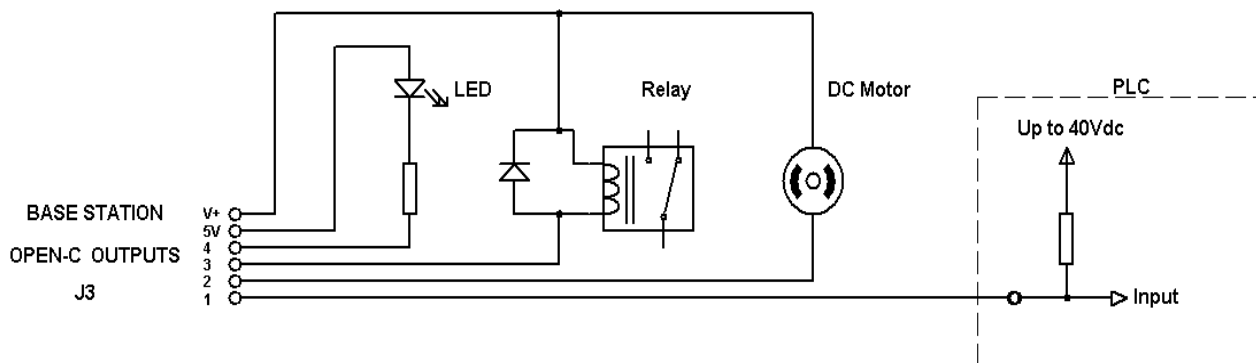 LED
Relay
DC Motor
PLC
Up to 40Vdc
BASE STATION
OPEN-C OUTPUTS
J3
V+
5V
4
3
2
1
Input